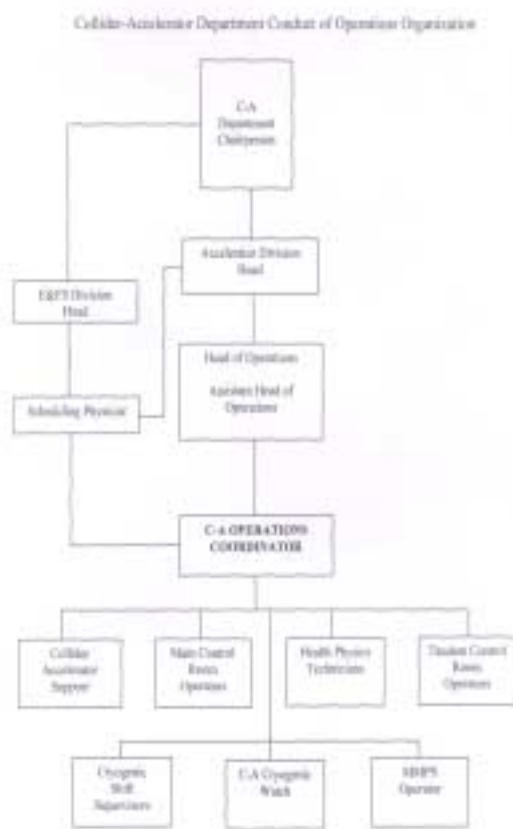 Collider-Accelerator Department Conduct of Operations Organization
C-A
Department
Chairperson
Accelerator Division
Head
Division
Head
Head of Operations
Assistant Head of
Operations
Scheduling Physicist
C-A OPERATIONS
COORDINATOR
Collider
Accelerator
Support
Main Control
Room
Operators
Health Physics
Technicians
Tandem Control
Room
Operators
Cryogenic
Shift
Supervisors
C-A Cryogenic
Watch
MMPS
Operator